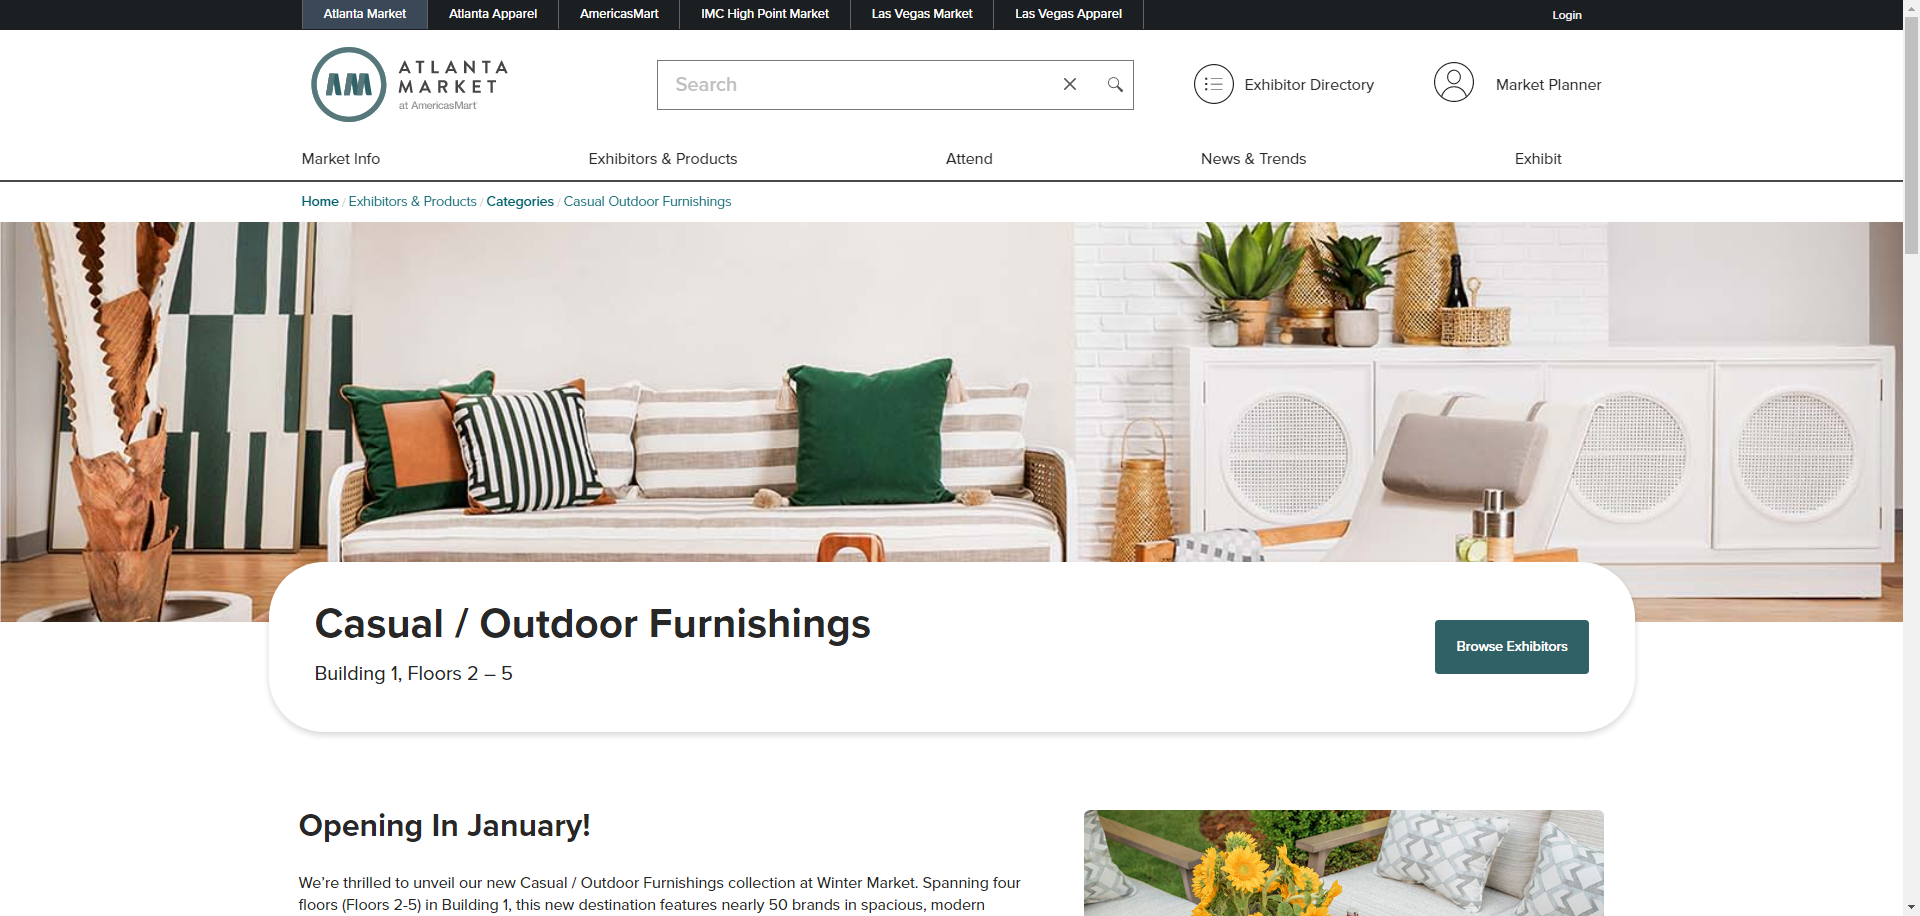 Atlanta Market Atlanta Apparel AmericasMart IMC High Point Market Las Vegas Market Las Vegas Apparel Login
AM ATLANTA
MARKET
at AmericasMart
Search
Exhibitor Directory
Market Planner
Market Info Exhibitors & Products Attend News & Trends Exhibit
Home / Exhibitors & Products / Categories / Casual Outdoor Furnishings
Casual / Outdoor Furnishings
Building 1, Floors 2 – 5
Browse Exhibitors
Opening In January!
We’re thrilled to unveil our new Casual / Outdoor Furnishings collection at Winter Market. Spanning four
floors (Floors 2-5) in Building 1, this new destination features nearly 50 brands in spacious, modern